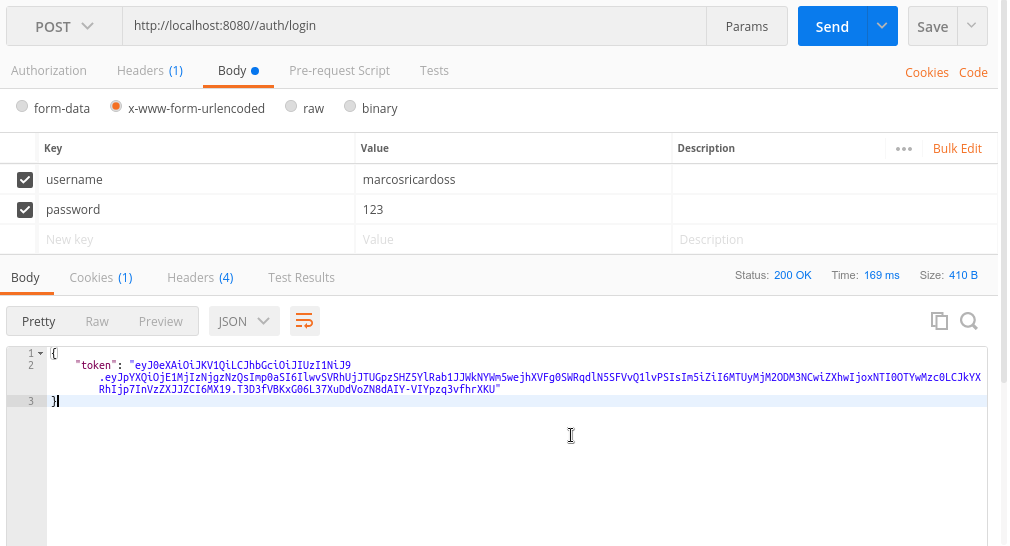 POST http://localhost:8080//auth/login Params Send Save
Authorization Headers (1) Body Pre-request Script Tests Cookies Code
form-data x-www-form-urlencoded raw binary
Key Value Description ••• Bulk Edit
username marcosricardoss
password 123
New key Value Description
Body Cookies (1) Headers (4) Test Results Status: 200 OK Time: 169 ms Size: 410 B
Pretty Raw Preview JSON
1 {
2 "token": "eyJ0eXAiOiJKV1QiLCJhbGciOiJIUzI1NiJ9
.eyJpYXQiOjE1MjIzNjgzNzQsImp0aSI6IlwvSVRhUjJTUGpzSHZ5YlRab1JJWkNYWm5wejhXVFg0SWRqdlN5SFVvQ1lvPSIsIm5iZiI6MTUyMjM2ODM3NCwiZXhwIjoxNTI0OTYwMzc0LCJkYX
RhIjp7InVzZXJJZCI6MX19.T3D3fVBKxG06L37XuDdVoZN8dAIY-VIYpzq3vfhrXKU"
3 }